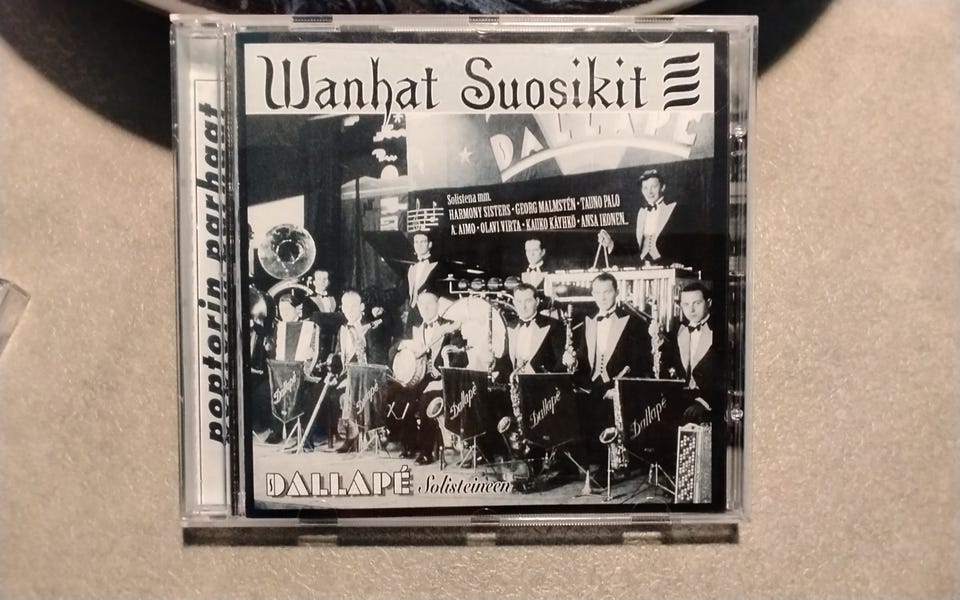 Wanhat Suosikit
DALLAPÉ
Solisteina mm.
HARMONY SISTERS • GEORG MALMSTÉN • TAUNO PALO
A. AIMO • OLAVI VIRTA • KAUKO KÄYHKÖ • ANSA IKONEN...
Dallapé
Dallapé
Dallapé
Dallapé
Dallapé
DALLAPÉ Solisteineen
poptorin parhaat